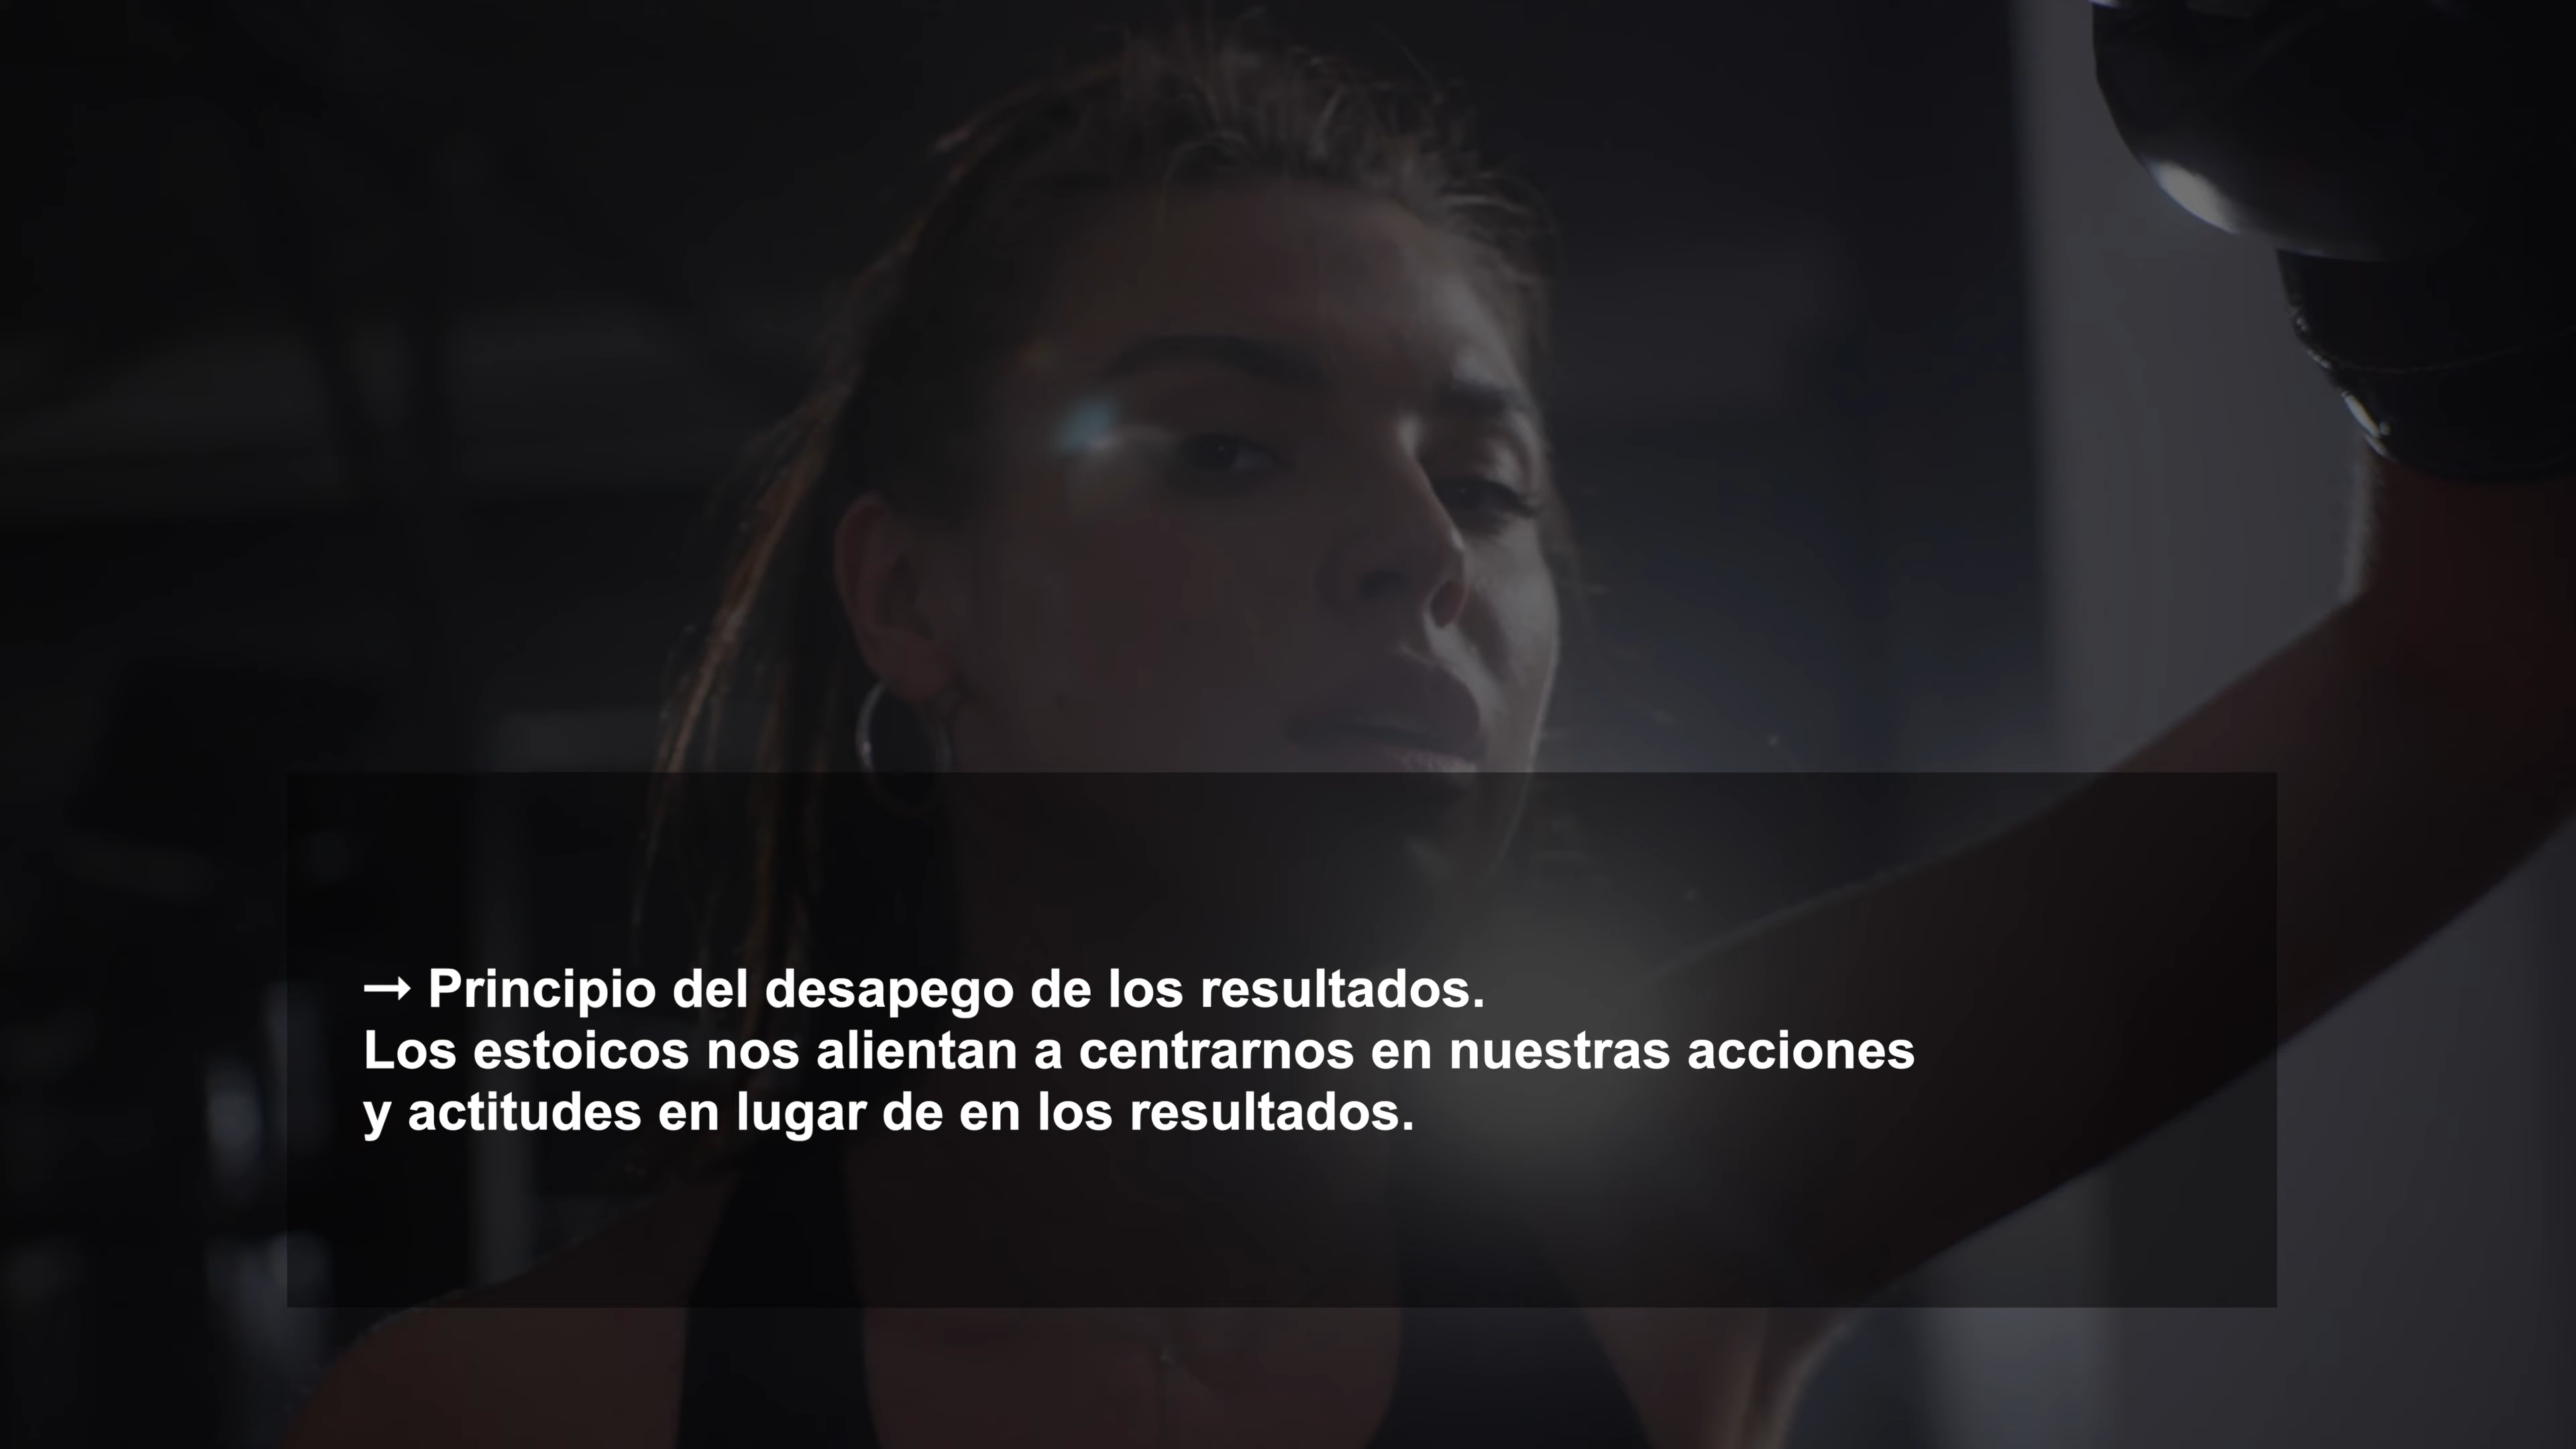 → Principio del desapego de los resultados.
Los estoicos nos alientan a centrarnos en nuestras acciones
y actitudes en lugar de en los resultados.